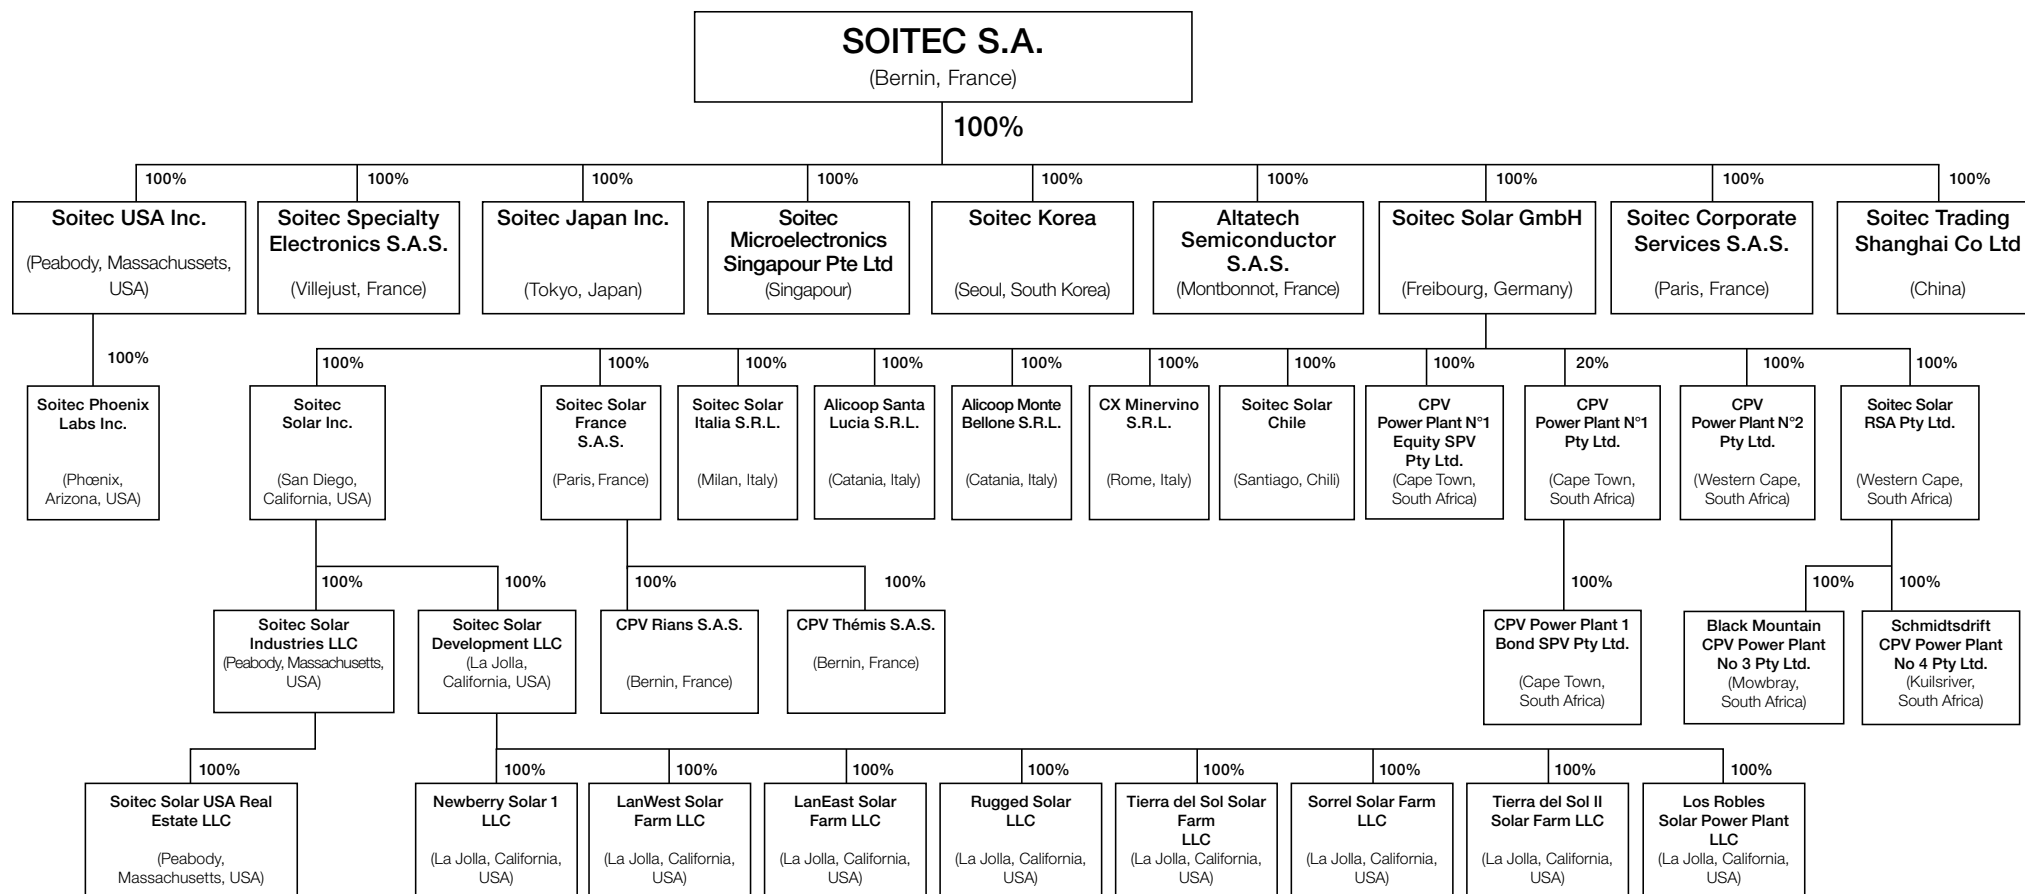 SOITEC S.A.
(Bernin, France)
100%
100%
100%
100%
100%
100%
100%
100%
100%
100%
Soitec USA Inc.
(Peabody, Massachussets,
USA)
Soitec Specialty
Electronics S.A.S.
(Villejust, France)
Soitec Japan Inc.
(Tokyo, Japan)
Soitec
Microelectronics
Singapour Pte Ltd
(Singapour)
Soitec Korea
(Seoul, South Korea)
Altatech
Semiconductor
S.A.S.
(Montbonnot, France)
Soitec Solar GmbH
(Freibourg, Germany)
Soitec Corporate
Services S.A.S.
(Paris, France)
Soitec Trading
Shanghai Co Ltd
(China)
100%
100%
100%
100%
100%
100%
100%
100%
100%
20%
100%
100%
Soitec Phoenix
Labs Inc.
(Phœnix,
Arizona, USA)
Soitec
Solar Inc.
(San Diego,
California, USA)
Soitec Solar
France
S.A.S.
(Paris, France)
Soitec Solar
Italia S.R.L.
(Milan, Italy)
Alicoop Santa
Lucia S.R.L.
(Catania, Italy)
Alicoop Monte
Bellone S.R.L.
(Catania, Italy)
CX Minervino
S.R.L.
(Rome, Italy)
Soitec Solar
Chile
(Santiago, Chili)
CPV
Power Plant N°1
Equity SPV
Pty Ltd.
(Cape Town,
South Africa)
CPV
Power Plant N°1
Pty Ltd.
(Cape Town,
South Africa)
CPV
Power Plant N°2
Pty Ltd.
(Western Cape,
South Africa)
Soitec Solar
RSA Pty Ltd.
(Western Cape,
South Africa)
100%
100%
100%
100%
100%
100%
100%
Soitec Solar
Industries LLC
(Peabody, Massachusetts,
USA)
Soitec Solar
Development LLC
(La Jolla,
California, USA)
CPV Rians S.A.S.
(Bernin, France)
CPV Thémis S.A.S.
(Bernin, France)
CPV Power Plant 1
Bond SPV Pty Ltd.
(Cape Town,
South Africa)
Black Mountain
CPV Power Plant
No 3 Pty Ltd.
(Mowbray,
South Africa)
Schmidtsdrift
CPV Power Plant
No 4 Pty Ltd.
(Kuilsriver,
South Africa)
100%
100%
100%
100%
100%
100%
100%
100%
100%
Soitec Solar USA Real
Estate LLC
(Peabody,
Massachusetts, USA)
Newberry Solar 1
LLC
(La Jolla, California,
USA)
LanWest Solar
Farm LLC
(La Jolla, California,
USA)
LanEast Solar
Farm LLC
(La Jolla, California,
USA)
Rugged Solar
LLC
(La Jolla, California,
USA)
Tierra del Sol Solar
Farm
LLC
(La Jolla, California,
USA)
Sorrel Solar Farm
LLC
(La Jolla, California,
USA)
Tierra del Sol II
Solar Farm LLC
(La Jolla, California,
USA)
Los Robles
Solar Power Plant
LLC
(La Jolla, California,
USA)